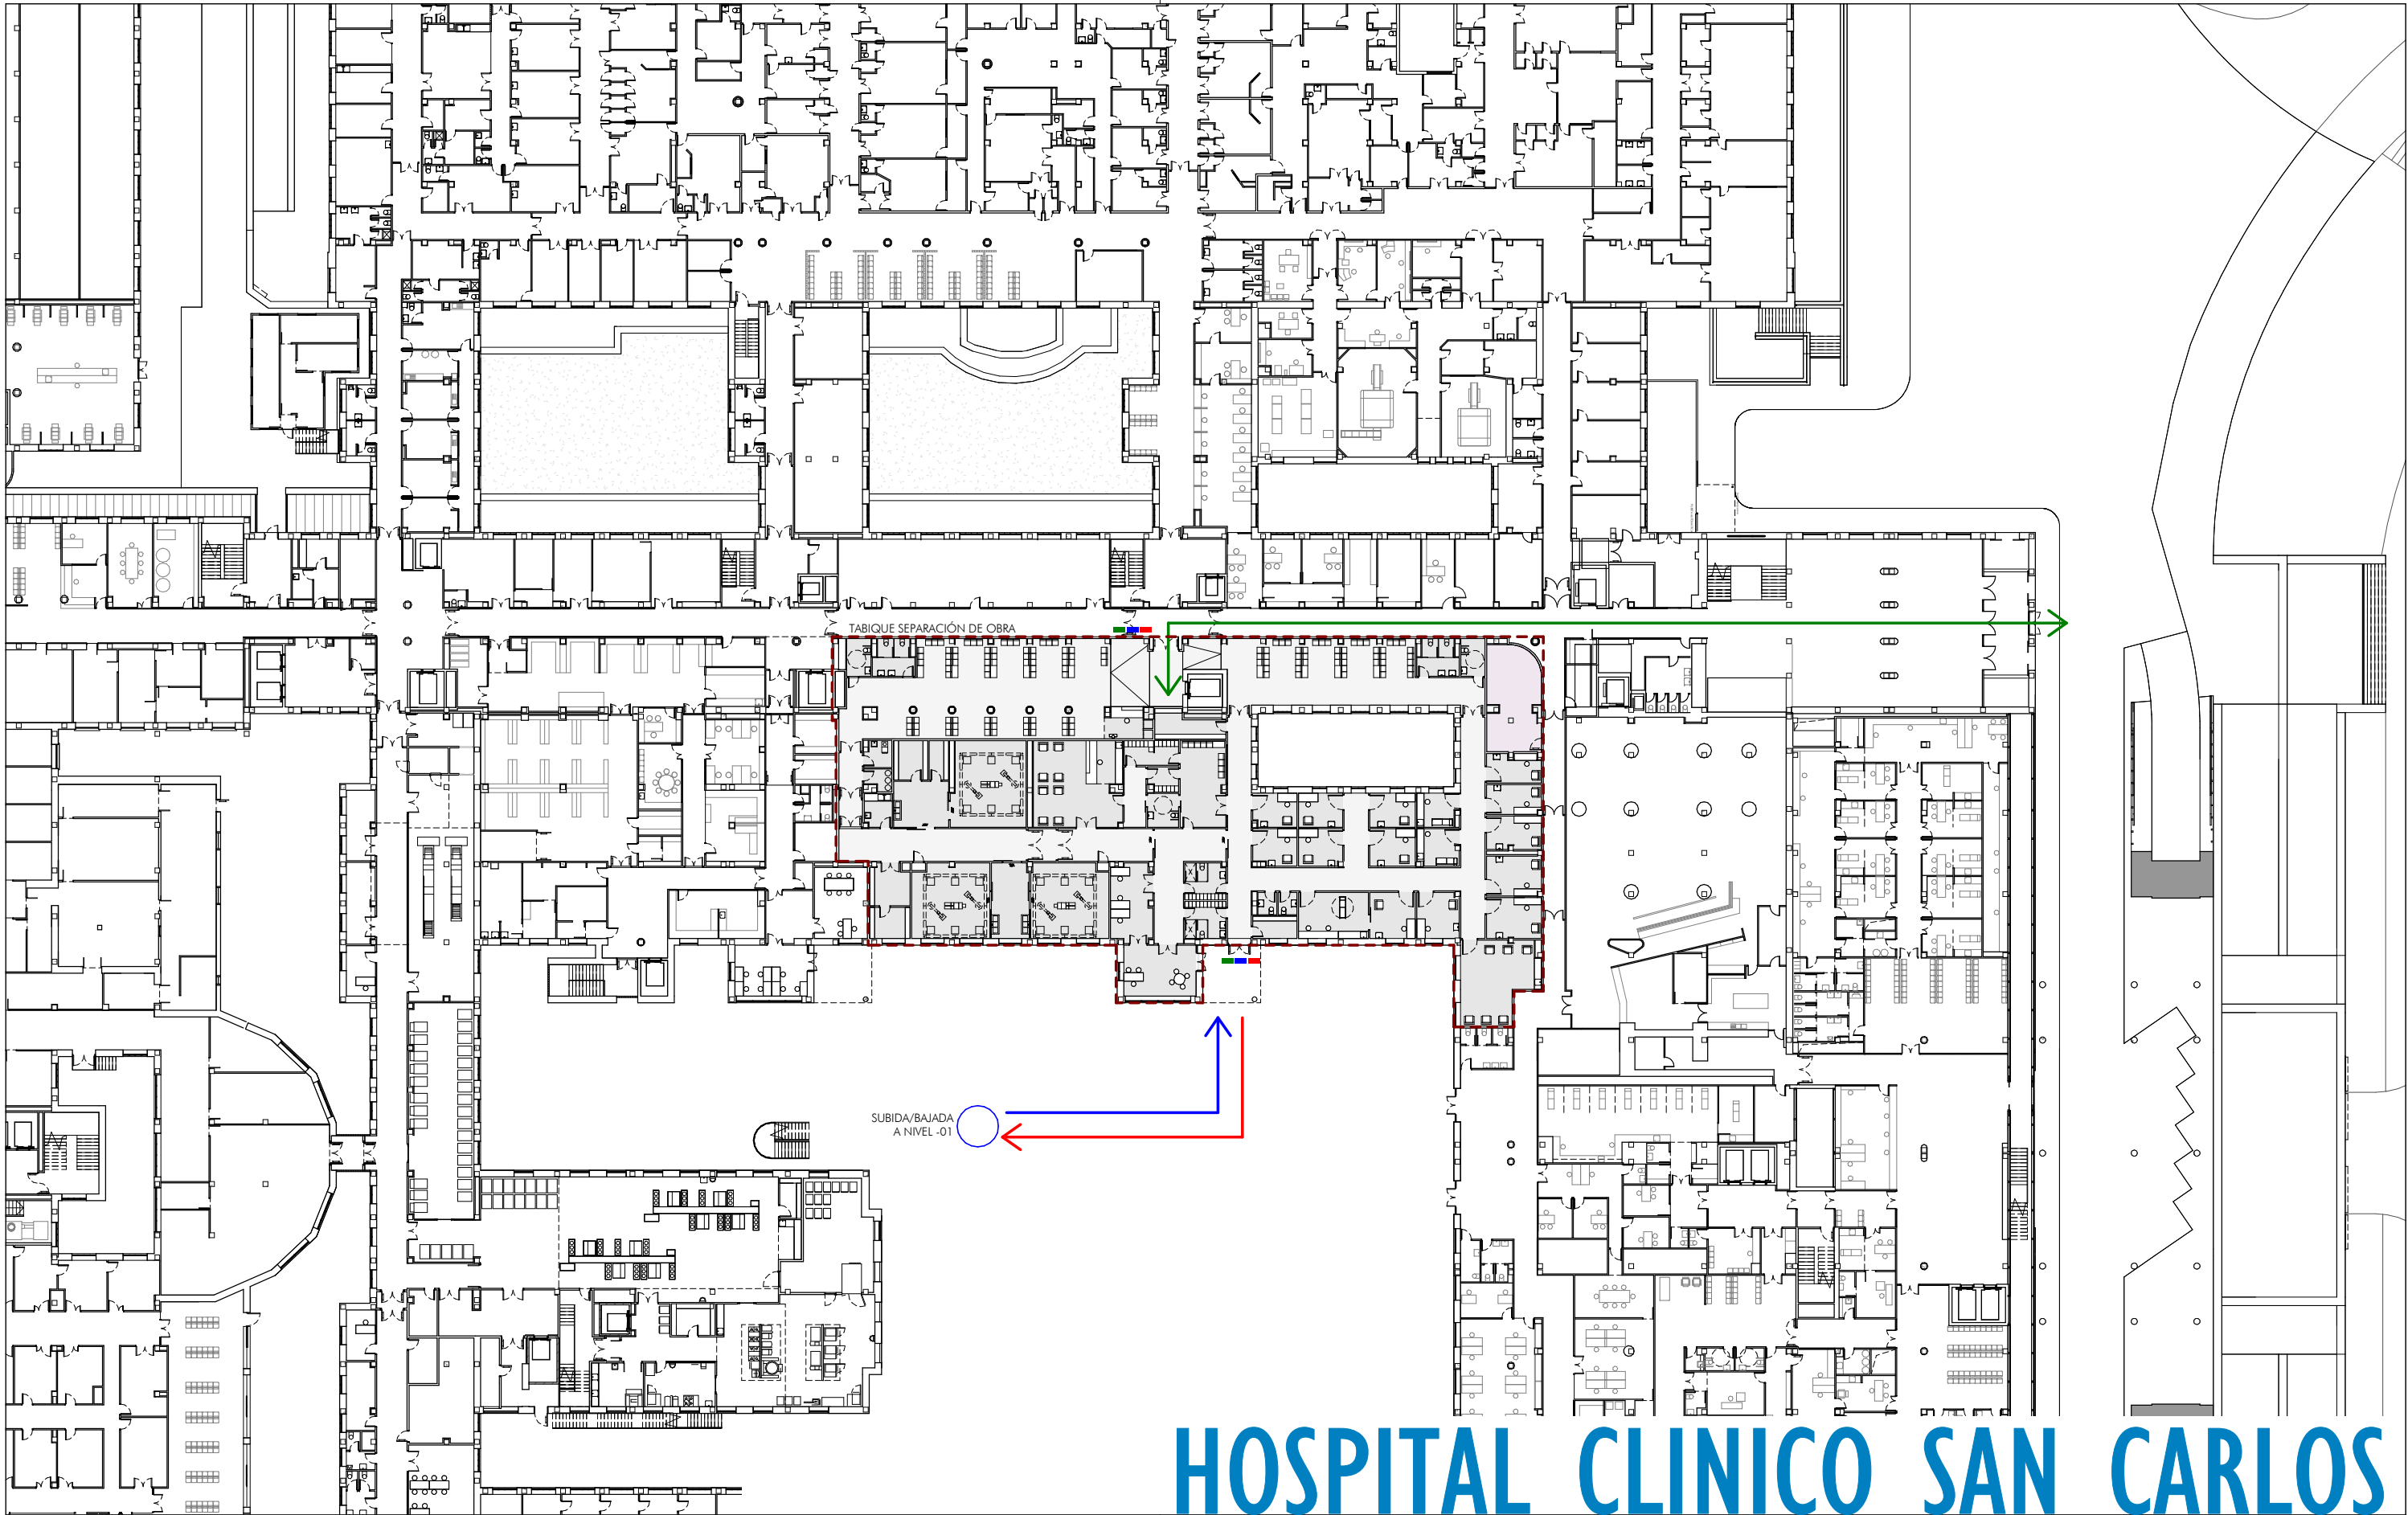 TABIQUE SEPARACIÓN DE OBRA
SUBIDA/BAJADA
A NIVEL -01
HOSPITAL CLINICO SAN CARLOS